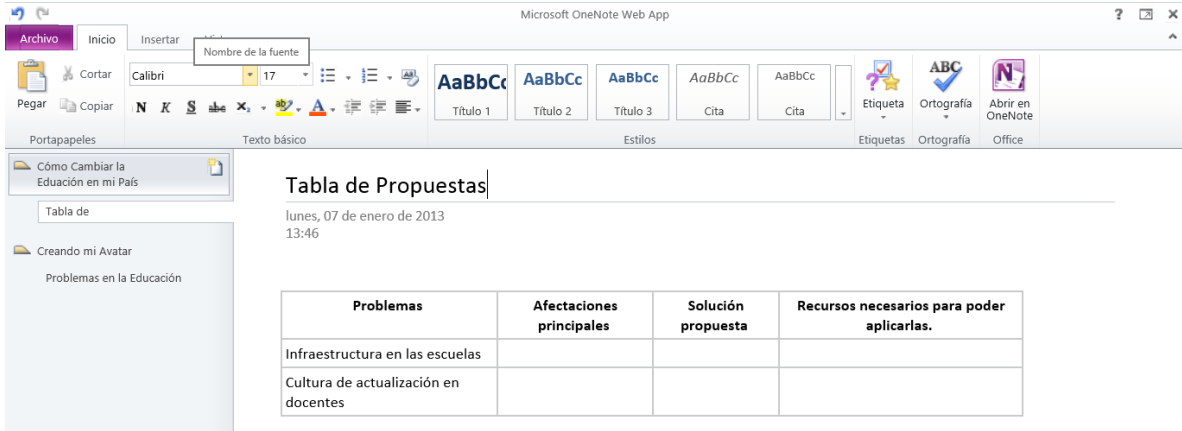 Microsoft OneNote Web App
Archivo Inicio Insertar
Nombre de la fuente
Pegar
Cortar
Copiar
Portapapeles
Calibri 17
N K S abc X₂ ab A
Texto básico
AaBbCc AaBbCc AaBbCc AaBbCc AaBbCc
Título 1 Título 2 Título 3 Cita Cita
Estilos
Etiqueta
Etiquetas
ABC
Ortografía
Ortografía
N
Abrir en
OneNote
Office
Cómo Cambiar la
Eduación en mi País
Tabla de
Creando mi Avatar
Problemas en la Educación
Tabla de Propuestas
lunes, 07 de enero de 2013
13:46
Problemas Afectaciones principales Solución propuesta Recursos necesarios para poder aplicarlas.
Infraestructura en las escuelas
Cultura de actualización en
docentes